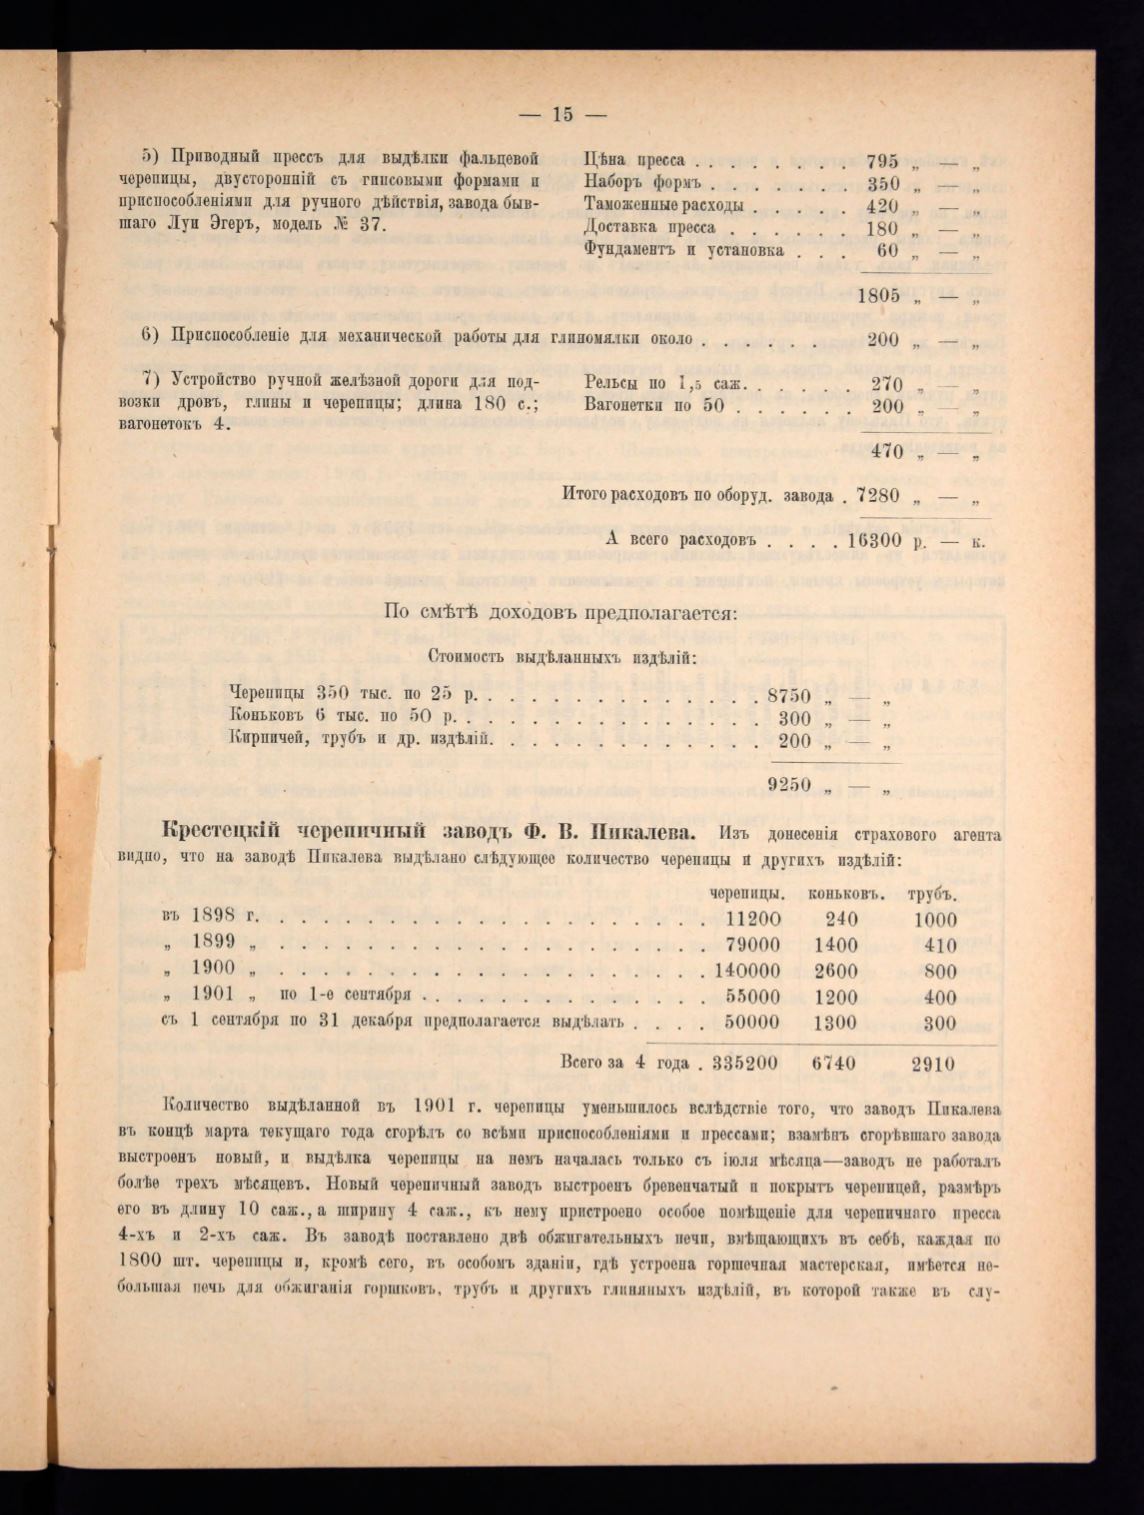 — 15 —
5) Приводный прессъ для выдѣлки фальцевой
черепицы, двусторонній съ гипсовыми формами и
приспособленіями для ручного дѣйствія, завода быв-
шаго Луи Эгеръ, модель № 37.
Цѣна пресса . . . . . . . 795 „ — „
Наборъ формъ . . . . . . . 350 „ — „
Таможенные расходы . . . . . 420 „ — „
Доставка пресса . . . . . . 180 „ — „
Фундаментъ и установка . . . 60 „ — „
1805 „ — „
6) Приспособленіе для механической работы для глиномялки около . . . . . . 200 „ — „
7) Устройство ручной желѣзной дороги для под-
возки дровъ, глины и черепицы; длина 180 с.;
вагонетокъ 4.
Рельсы по 1,5 саж. . . . . . 270 „ — „
Вагонетки по 50 . . . . . . 200 „ — „
470 „ — „
Итого расходовъ по оборуд. завода . 7280 „ — „
А всего расходовъ . . . . 16300 р. — к.
По смѣтѣ доходовъ предполагается:
Стоимость выдѣланныхъ издѣлій:
Черепицы 350 тыс. по 25 р. . . . . . . . . . . . . . 8750 „ — „
Коньковъ 6 тыс. по 50 р. . . . . . . . . . . . . . . 300 „ — „
Кирпичей, трубъ и др. издѣлій. . . . . . . . . . . . . 200 „ — „
9250 „ — „
Крестецкій черепичный заводъ Ф. В. Пикалева. Изъ донесенія страхового агента
видно, что на заводѣ Пикалева выдѣлано слѣдующее количество черепицы и другихъ издѣлій:
черепицы. коньковъ. трубъ.
въ 1898 г. . . . . . . . . . . . . . . . . . . . . 11200 240 1000
„ 1899 „ . . . . . . . . . . . . . . . . . . . . 79000 1400 410
„ 1900 „ . . . . . . . . . . . . . . . . . . . . 140000 2600 800
„ 1901 „ по 1-е сентября . . . . . . . . . . . . . . 55000 1200 400
съ 1 сентября по 31 декабря предполагается выдѣлать . . . . 50000 1300 300
Всего за 4 года . 335200 6740 2910
Количество выдѣланной въ 1901 г. черепицы уменьшилось вслѣдствіе того, что заводъ Пикалева
въ концѣ марта текущаго года сгорѣлъ со всѣми приспособленіями и прессами; взамѣнъ сгорѣвшаго завода
выстроенъ новый, и выдѣлка черепицы на немъ началась только съ іюля мѣсяца—заводъ не работалъ
болѣе трехъ мѣсяцевъ. Новый черепичный заводъ выстроенъ бревенчатый и покрытъ черепицей, размѣръ
его въ длину 10 саж., а ширину 4 саж., къ нему пристроено особое помѣщеніе для черепичнаго пресса
4-хъ и 2-хъ саж. Въ заводѣ поставлено двѣ обжигательныхъ печи, вмѣщающихъ въ себѣ, каждая по
1800 шт. черепицы и, кромѣ сего, въ особомъ зданіи, гдѣ устроена горшечная мастерская, имѣется не-
большая печь для обжиганія горшковъ, трубъ и другихъ глиняныхъ издѣлій, въ которой также въ слу-